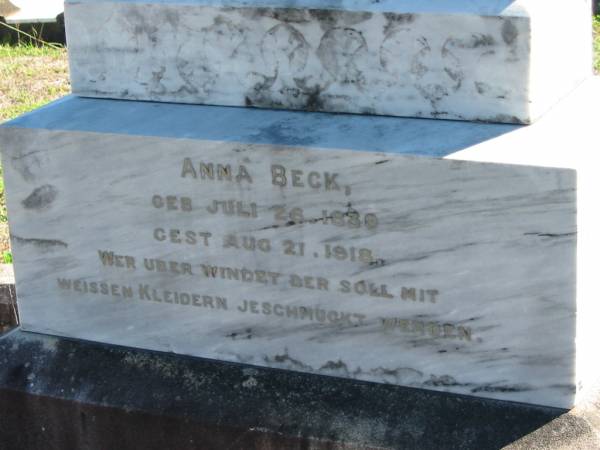 ANNA BECK,
GEB JULI 26. 1830
GEST AUG 21. 1918.
WER UBER WINDET DER SOLL MIT
WEISSEN KLEIDERN JESCHMUCKT WERDEN.